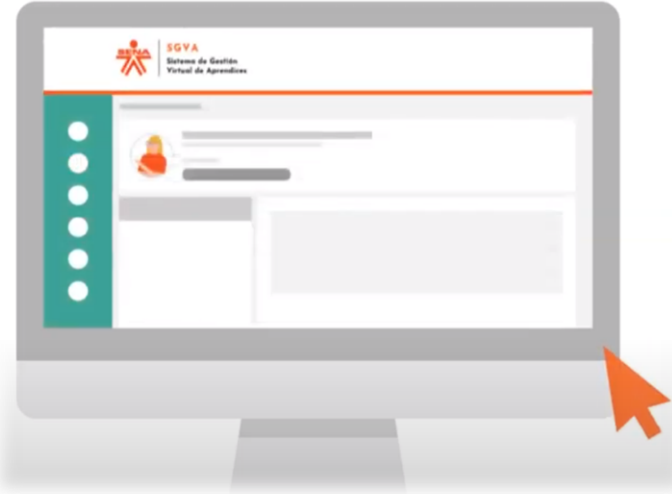 SENA
SGVA
Sistema de Gestión
Virtual de Aprendices